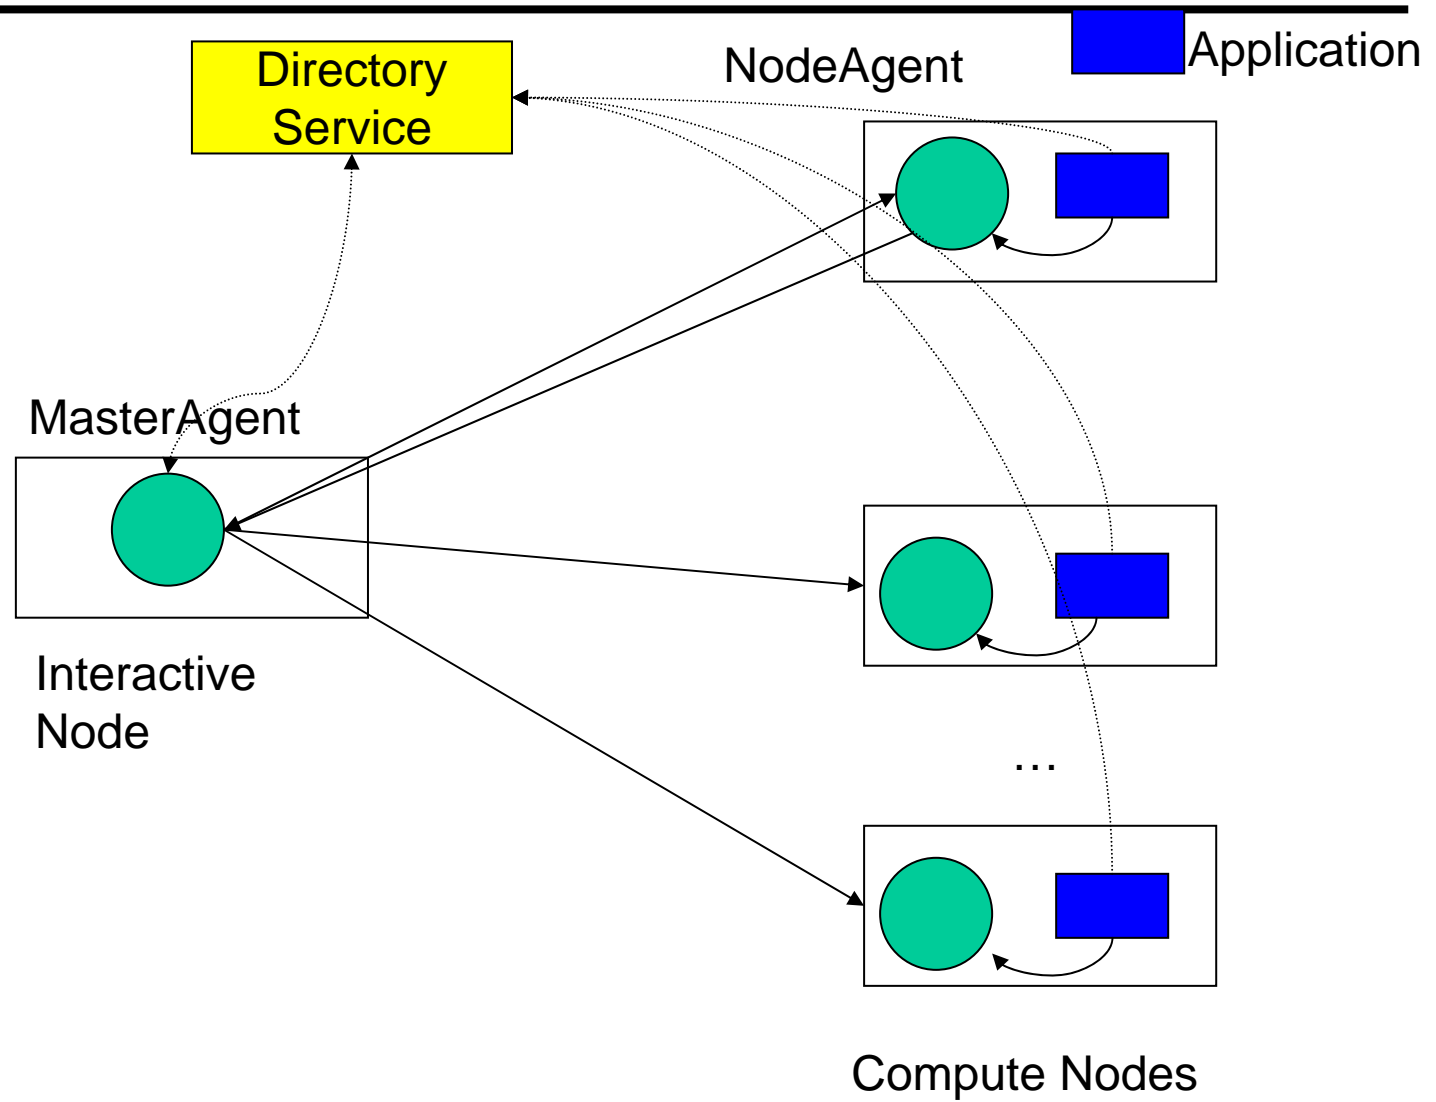 Directory
Service
NodeAgent
Application
MasterAgent
Interactive
Node
…
Compute Nodes